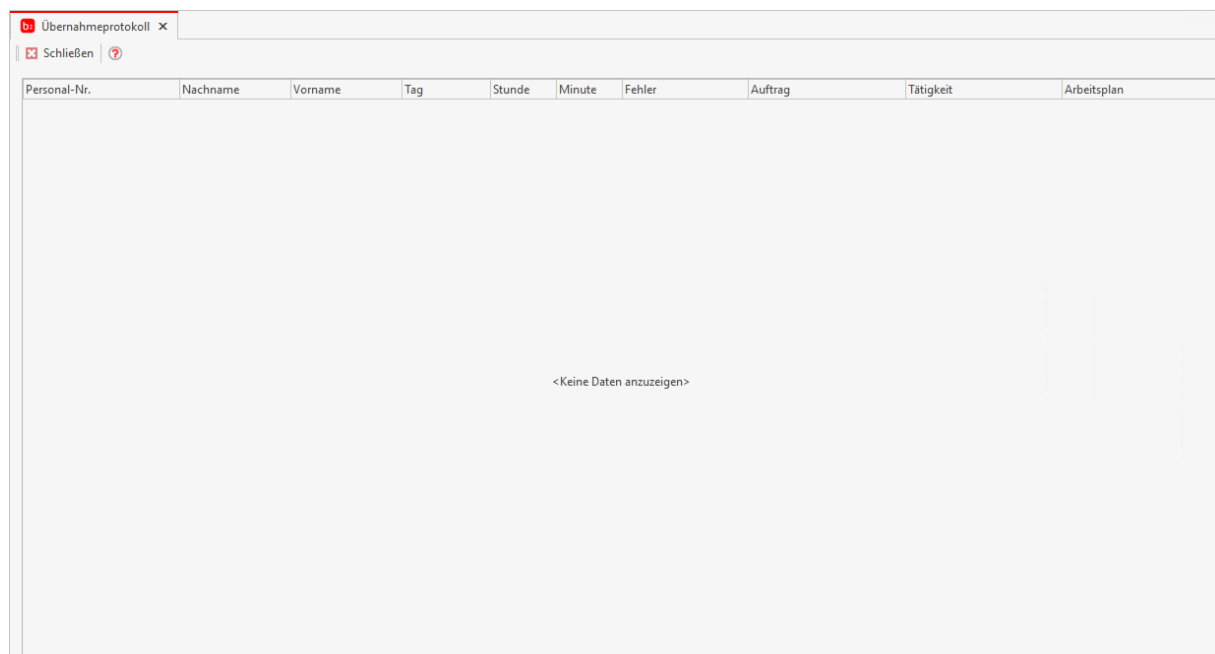 b: Übernahmeprotokoll
Schließen ?
Personal-Nr. Nachname Vorname Tag Stunde Minute Fehler Auftrag Tätigkeit Arbeitsplan
<Keine Daten anzuzeigen>